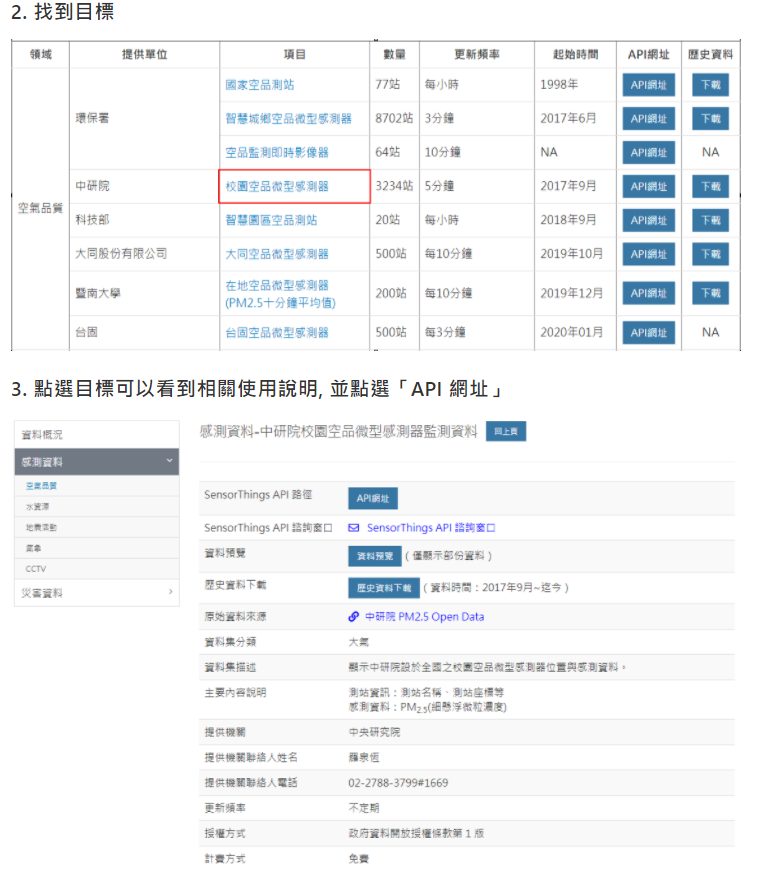 2. 找到目標
領域 提供單位 項目 數量 更新頻率 起始時間 API網址 歷史資料
空氣品質
環保署 國家空品測站 77站 每小時 1998年 API網址 下載
智慧城鄉空品微型感測器 8702站 3分鐘 2017年6月 API網址 下載
空品監測即時影像器 64站 10分鐘 NA API網址 NA
中研院 校園空品微型感測器 3234站 5分鐘 2017年9月 API網址 下載
科技部 智慧園區空品測站 20站 每小時 2018年9月 API網址 下載
大同股份有限公司 大同空品微型感測器 500站 每10分鐘 2019年10月 API網址 下載
暨南大學 在地空品微型感測器
(PM2.5十分鐘平均值) 200站 每10分鐘 2019年12月 API網址 下載
台固 台固空品微型感測器 500站 每3分鐘 2020年01月 API網址 NA
3. 點選目標可以看到相關使用說明, 並點選「API 網址」
資料概況
感測資料
空氣品質
水資源
地震活動
氣象
CCTV
災害資料
感測資料-中研院校園空品微型感測器監測資料 回上頁
SensorThings API 路徑 API網址
SensorThings API 諮詢窗口 SensorThings API 諮詢窗口
資料預覽 資料預覽 ( 僅顯示部份資料 )
歷史資料下載 歷史資料下載 ( 資料時間：2017年9月~迄今 )
原始資料來源 中研院 PM2.5 Open Data
資料集分類 大氣
資料集描述 顯示中研院設於全國之校園空品微型感測器位置與感測資料。
主要內容說明 測站資訊：測站名稱、測站座標等
感測資料：PM2.5(細懸浮微粒濃度)
提供機關 中央研究院
提供機關聯絡人姓名 羅泉恆
提供機關聯絡人電話 02-2788-3799#1669
更新頻率 不定期
授權方式 政府資料開放授權條款第 1 版
計費方式 免費